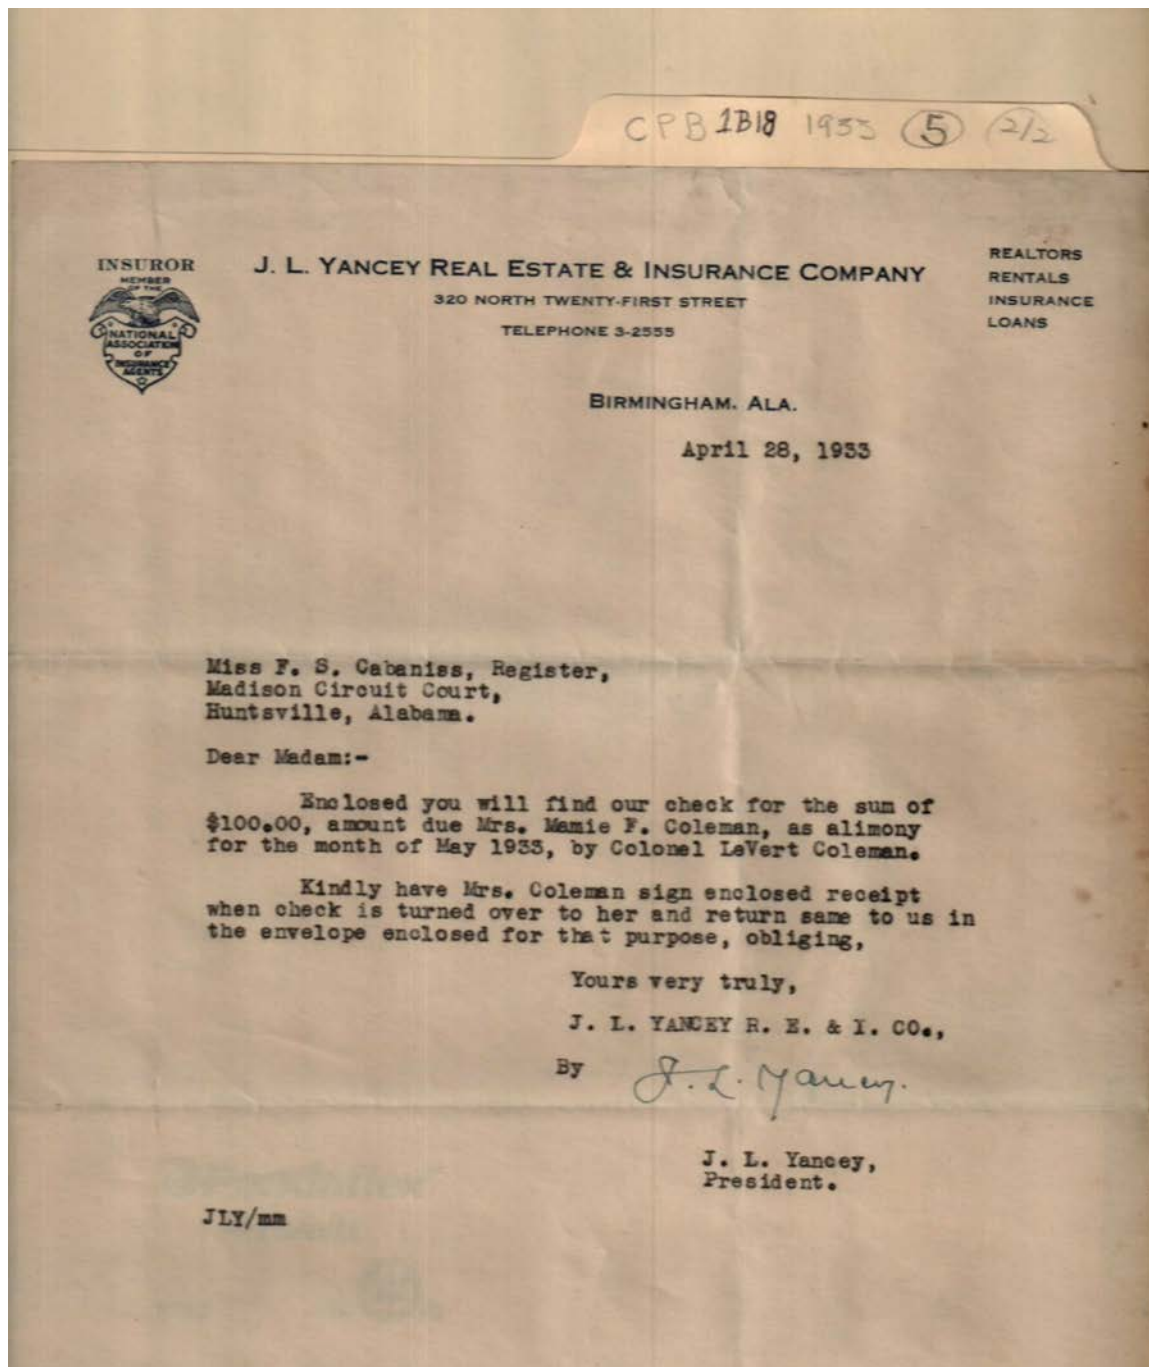 CPB 1B18 1933 5 2/2
INSUROR
MEMBER
OF THE
NATIONAL
ASSOCIATION
OF
INSURANCE
AGENTS
J. L. YANCEY REAL ESTATE & INSURANCE COMPANY
320 NORTH TWENTY-FIRST STREET
TELEPHONE 3-2555
REALTORS
RENTALS
INSURANCE
LOANS
BIRMINGHAM. ALA.
April 28, 1933
Miss F. S. Cabaniss, Register,
Madison Circuit Court,
Huntsville, Alabama.
Dear Madam:-
Enclosed you will find our check for the sum of
$100.00, amount due Mrs. Mamie F. Coleman, as alimony
for the month of May 1933, by Colonel LeVert Coleman.
Kindly have Mrs. Coleman sign enclosed receipt
when check is turned over to her and return same to us in
the envelope enclosed for that purpose, obliging,
Yours very truly,
J. L. YANCEY R. E. & I. CO.,
By J. L. Yancey.
J. L. Yancey,
President.
JLY/mm